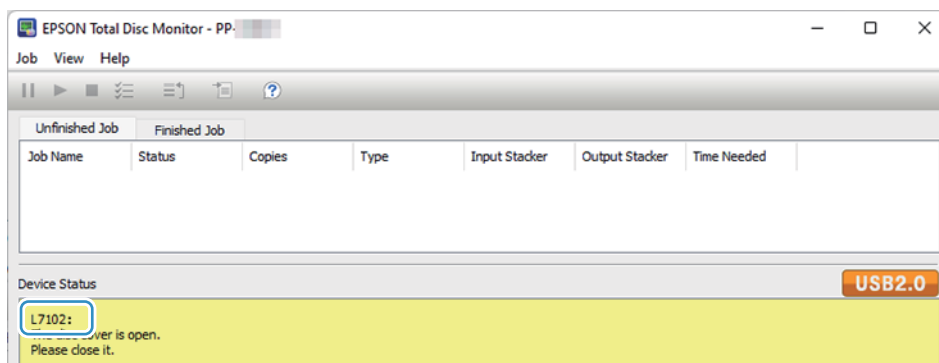 EPSON Total Disc Monitor - PP-
Job View Help
Unfinished Job Finished Job
Job Name Status Copies Type Input Stacker Output Stacker Time Needed
Device Status USB2.0
L7102:
cover is open.
Please close it.